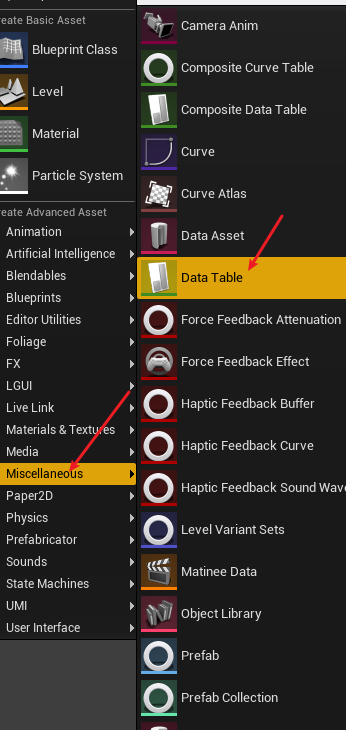 reate Basic Asset
Blueprint Class
Level
Material
Particle System
reate Advanced Asset
Animation
Artificial Intelligence
Blendables
Blueprints
Editor Utilities
Foliage
FX
LGUI
Live Link
Materials & Textures
Media
Miscellaneous
Paper2D
Physics
Prefabricator
Sounds
State Machines
UMI
User Interface
Camera Anim
Composite Curve Table
Composite Data Table
Curve
Curve Atlas
Data Asset
Data Table
Force Feedback Attenuation
Force Feedback Effect
Haptic Feedback Buffer
Haptic Feedback Curve
Haptic Feedback Sound Wave
Level Variant Sets
Matinee Data
Object Library
Prefab
Prefab Collection